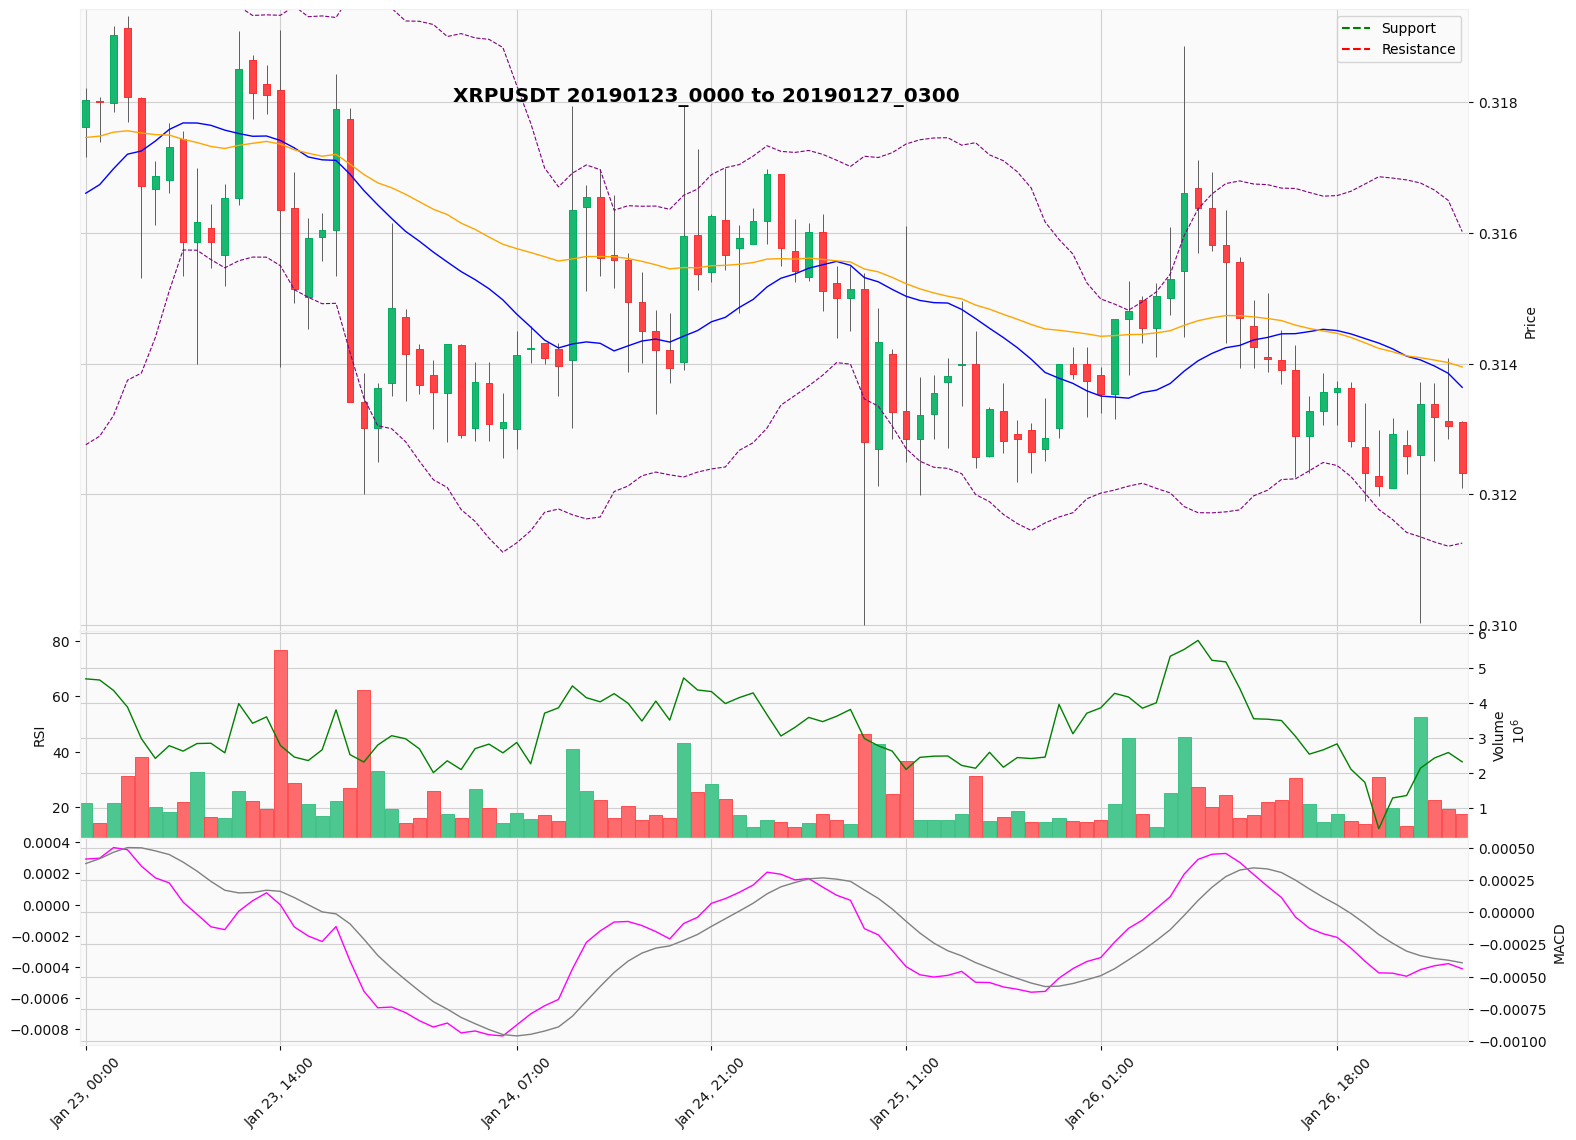 XRPUSDT 20190123_0000 to 20190127_0300
Support
Resistance
0.318
0.316
0.314
0.312
0.310
Price
80
60
40
20
RSI
6
5
4
3
2
1
Volume
10^6
0.0004
0.0002
0.0000
−0.0002
−0.0004
−0.0006
−0.0008
0.00050
0.00025
0.00000
−0.00025
−0.00050
−0.00075
−0.00100
MACD
Jan 23, 00:00
Jan 23, 14:00
Jan 24, 07:00
Jan 24, 21:00
Jan 25, 11:00
Jan 26, 01:00
Jan 26, 18:00